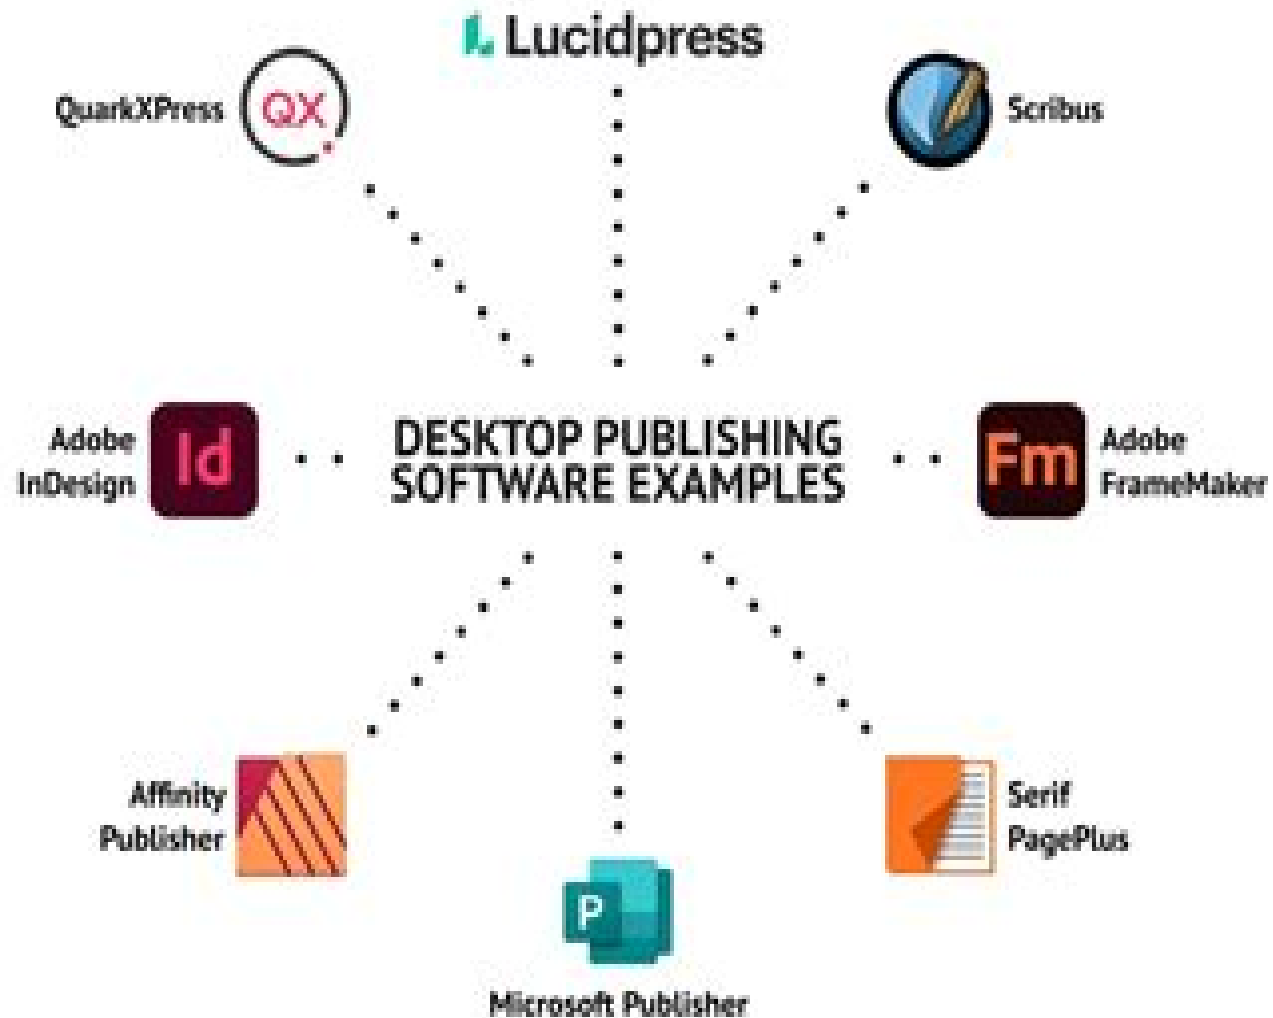 Lucidpress
QuarkXPress
QX
Scribus
Adobe
InDesign
Id
DESKTOP PUBLISHING
SOFTWARE EXAMPLES
Fm
Adobe
FrameMaker
Affinity
Publisher
Serif
PagePlus
P
Microsoft Publisher